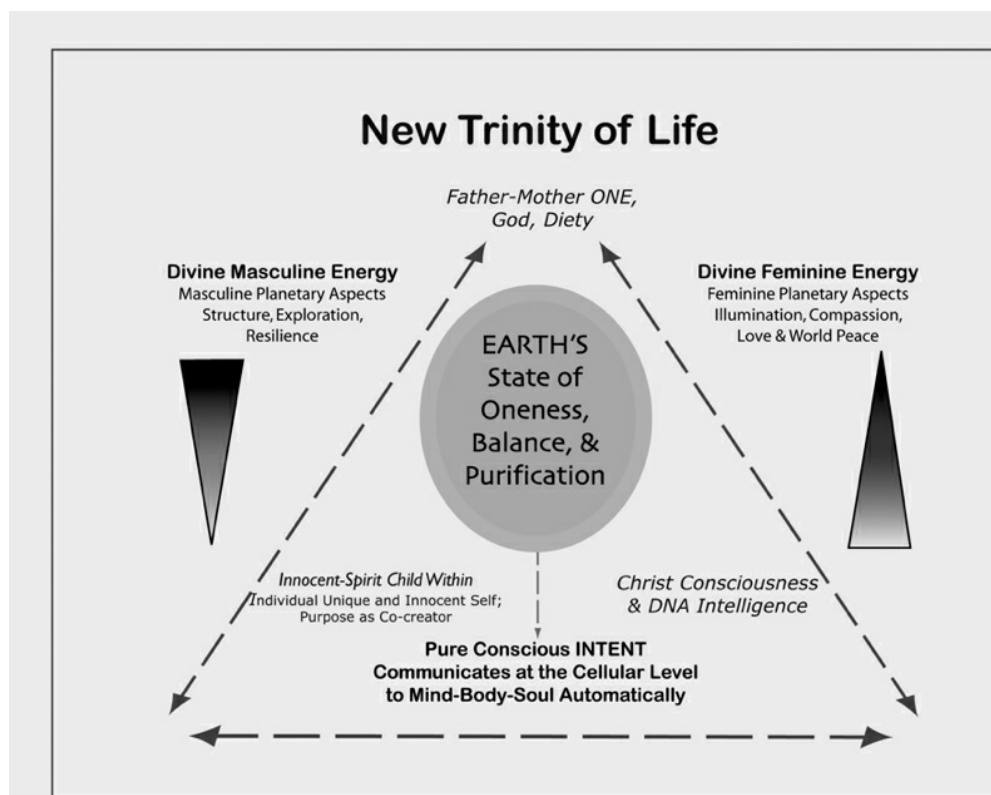 New Trinity of Life
Father-Mother ONE,
God, Diety
Divine Masculine Energy
Masculine Planetary Aspects
Structure, Exploration,
Resilience
Divine Feminine Energy
Feminine Planetary Aspects
Illumination, Compassion,
Love & World Peace
EARTH'S
State of
Oneness,
Balance, &
Purification
Innocent-Spirit Child Within
Individual Unique and Innocent Self;
Purpose as Co-creator
Christ Consciousness
& DNA Intelligence
Pure Conscious INTENT
Communicates at the Cellular Level
to Mind-Body-Soul Automatically